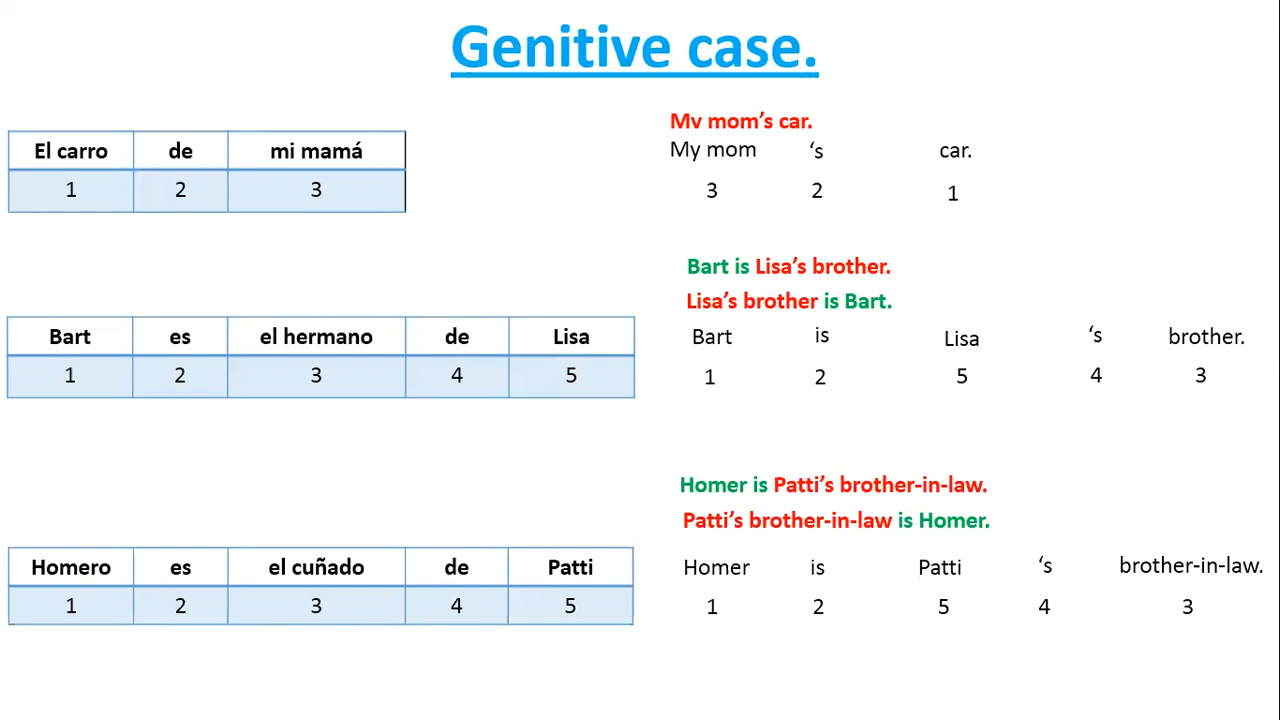 Genitive case.
El carro de mi mamá
1 2 3
My mom's car.
My mom 's car.
3 2 1
Bart is Lisa's brother.
Lisa's brother is Bart.
Bart es el hermano de Lisa
1 2 3 4 5
Bart is Lisa 's brother.
1 2 5 4 3
Homer is Patti's brother-in-law.
Patti's brother-in-law is Homer.
Homero es el cuñado de Patti
1 2 3 4 5
Homer is Patti 's brother-in-law.
1 2 5 4 3